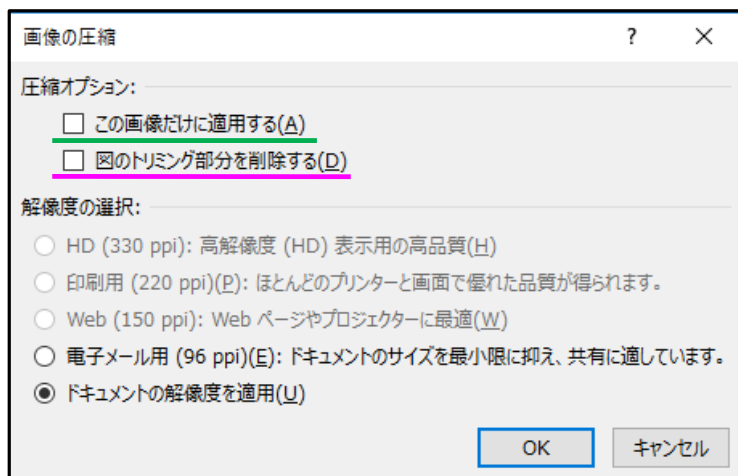 画像の圧縮 ?
圧縮オプション:
この画像だけに適用する(A)
図のトリミング部分を削除する(D)
解像度の選択:
HD (330 ppi): 高解像度 (HD) 表示用の高品質(H)
印刷用 (220 ppi)(P): ほとんどのプリンターと画面で優れた品質が得られます。
Web (150 ppi): Web ページやプロジェクターに最適(W)
電子メール用 (96 ppi)(E): ドキュメントのサイズを最小限に抑え、共有に適しています。
ドキュメントの解像度を適用(U)
OK キャンセル